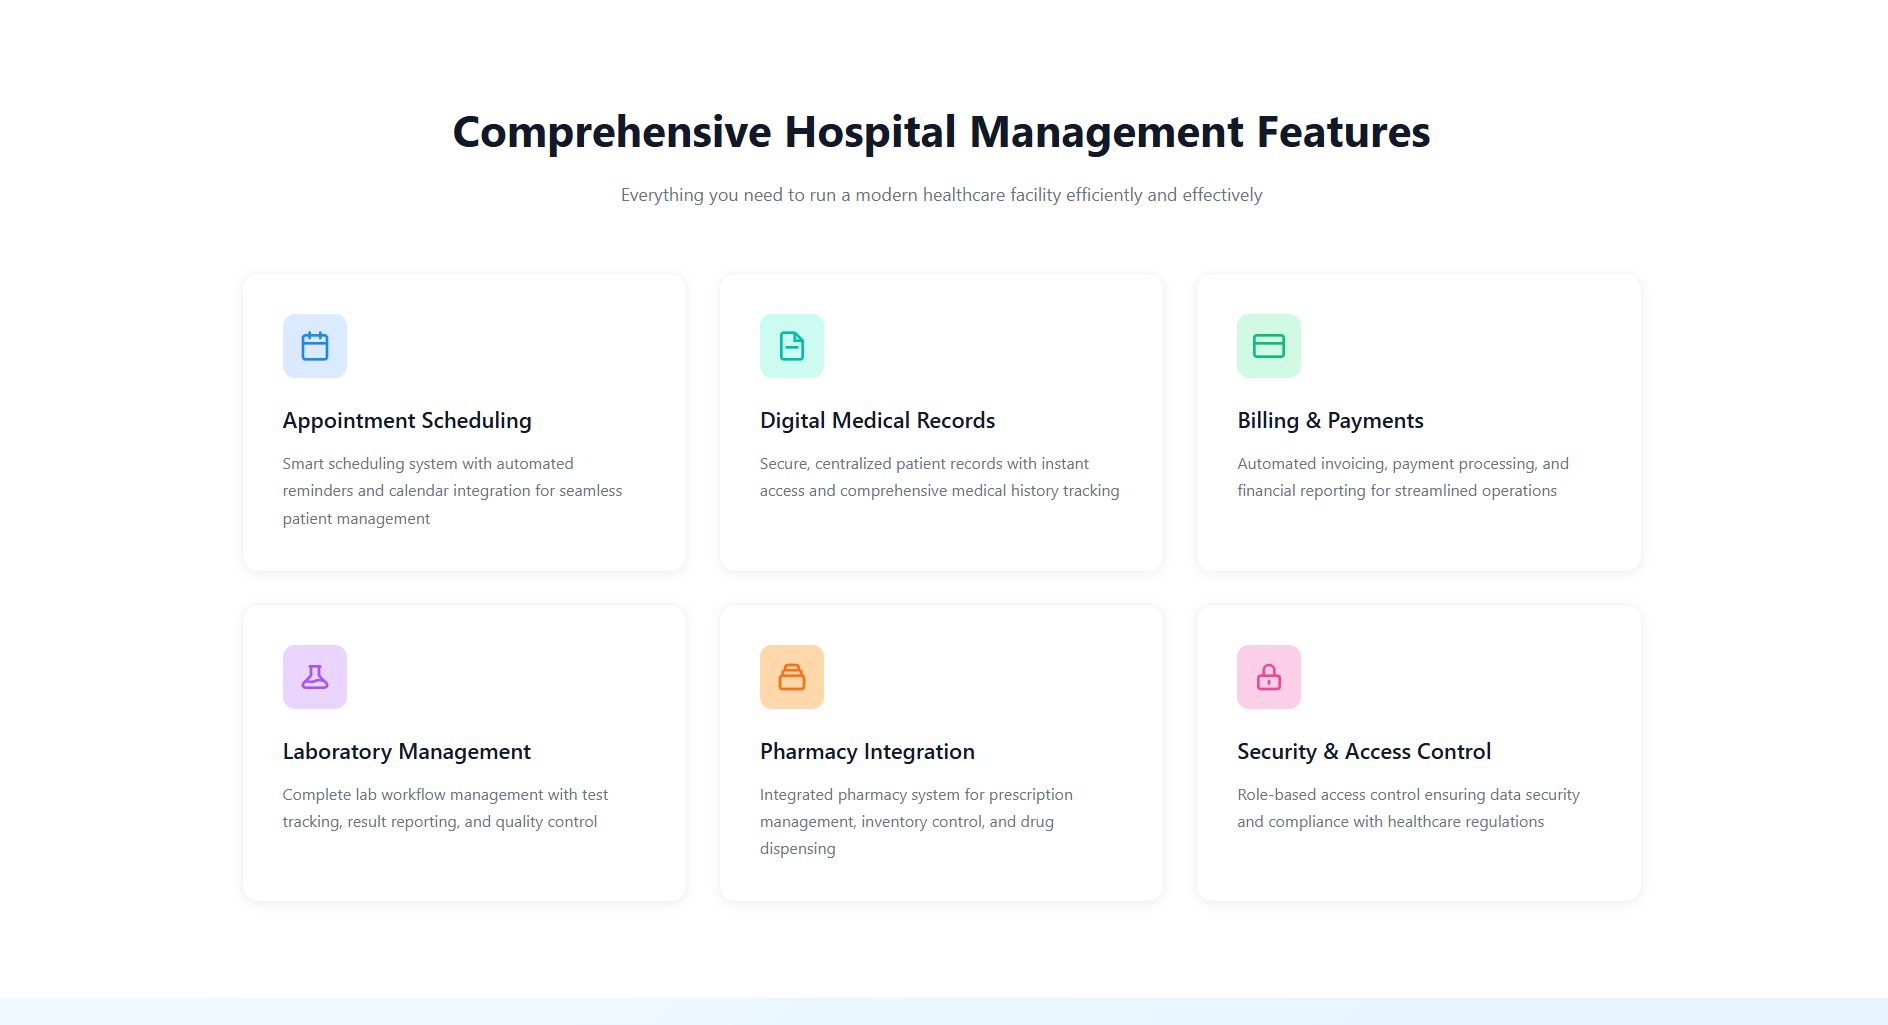 Comprehensive Hospital Management Features
Everything you need to run a modern healthcare facility efficiently and effectively
Appointment Scheduling
Smart scheduling system with automated
reminders and calendar integration for seamless
patient management
Digital Medical Records
Secure, centralized patient records with instant
access and comprehensive medical history tracking
Billing & Payments
Automated invoicing, payment processing, and
financial reporting for streamlined operations
Laboratory Management
Complete lab workflow management with test
tracking, result reporting, and quality control
Pharmacy Integration
Integrated pharmacy system for prescription
management, inventory control, and drug
dispensing
Security & Access Control
Role-based access control ensuring data security
and compliance with healthcare regulations